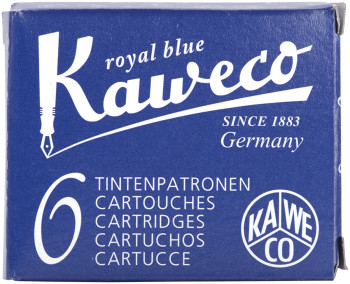 royal blue
Kaweco
SINCE 1883
Germany
6
TINTENPATRONEN
CARTOUCHES
CARTRIDGES
CARTUCHOS
CARTUCCE
KA WE
CO